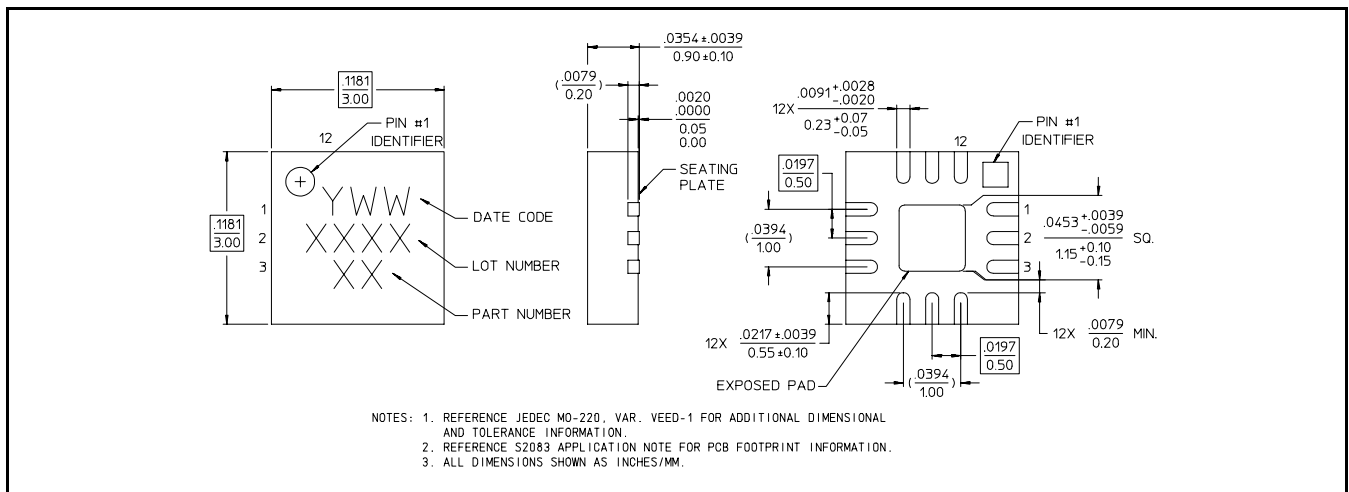 .1181
3.00
12
PIN #1
IDENTIFIER
.1181
3.00
1
2
3
Y W W
X X X X
X X
DATE CODE
LOT NUMBER
PART NUMBER
.0354 ±.0039
0.90 ±0.10
(.0079
0.20)
.0020
.0000
0.05
0.00
SEATING
PLATE
12X .0091 +.0028 -.0020
0.23 +0.07 -0.05
12
PIN #1
IDENTIFIER
.0197
0.50
(.0394
1.00)
1
2
3
.0453 +.0039 -.0059
1.15 +0.10 -0.15 SQ.
12X .0217 ±.0039
0.55 ±0.10
12X .0079
0.20 MIN.
.0197
0.50
(.0394
1.00)
EXPOSED PAD
NOTES: 1. REFERENCE JEDEC MO-220, VAR. VEED-1 FOR ADDITIONAL DIMENSIONAL
AND TOLERANCE INFORMATION.
2. REFERENCE S2083 APPLICATION NOTE FOR PCB FOOTPRINT INFORMATION.
3. ALL DIMENSIONS SHOWN AS INCHES/MM.